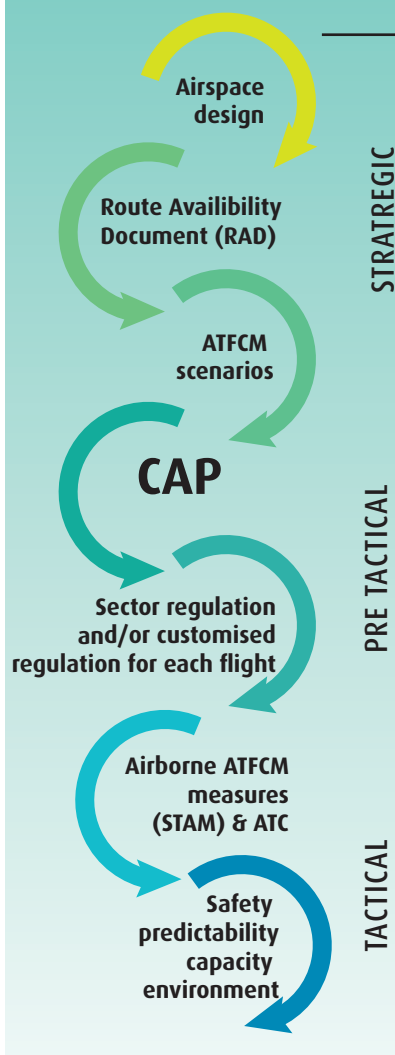 Airspace
design
STRATREGIC
Route Availibility
Document (RAD)
ATFCM
scenarios
CAP
PRE TACTICAL
Sector regulation
and/or customised
regulation for each flight
Airborne ATFCM
measures
(STAM) & ATC
TACTICAL
Safety
predictability
capacity
environment